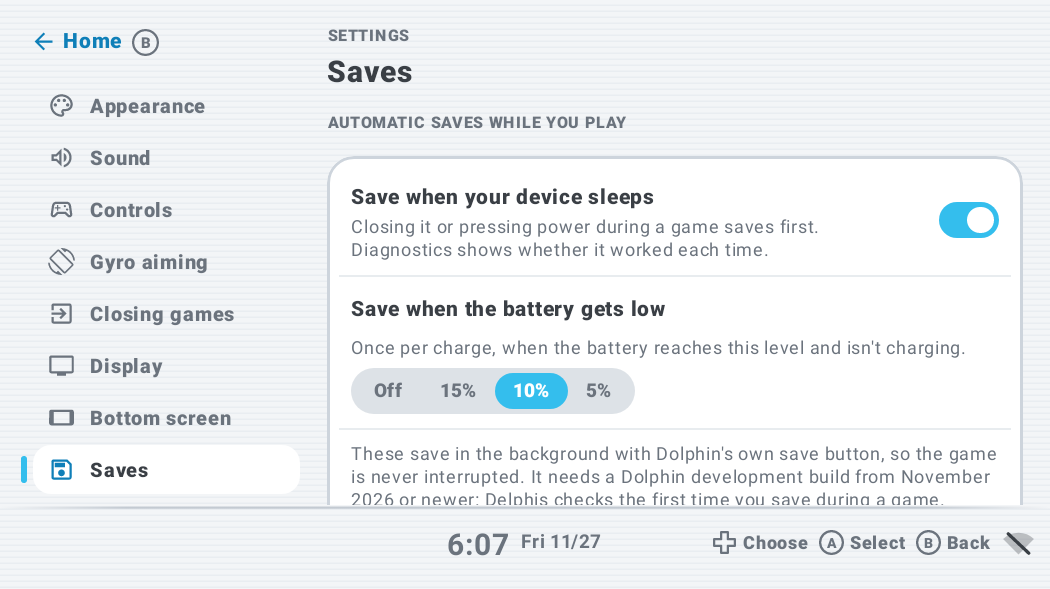 Home B
Appearance
Sound
Controls
Gyro aiming
Closing games
Display
Bottom screen
Saves
SETTINGS
Saves
AUTOMATIC SAVES WHILE YOU PLAY
Save when your device sleeps
Closing it or pressing power during a game saves first.
Diagnostics shows whether it worked each time.
Save when the battery gets low
Once per charge, when the battery reaches this level and isn't charging.
Off 15% 10% 5%
These save in the background with Dolphin's own save button, so the game
is never interrupted. It needs a Dolphin development build from November
2026 or newer; Delphis checks the first time you save during a game.
6:07 Fri 11/27
Choose A Select B Back